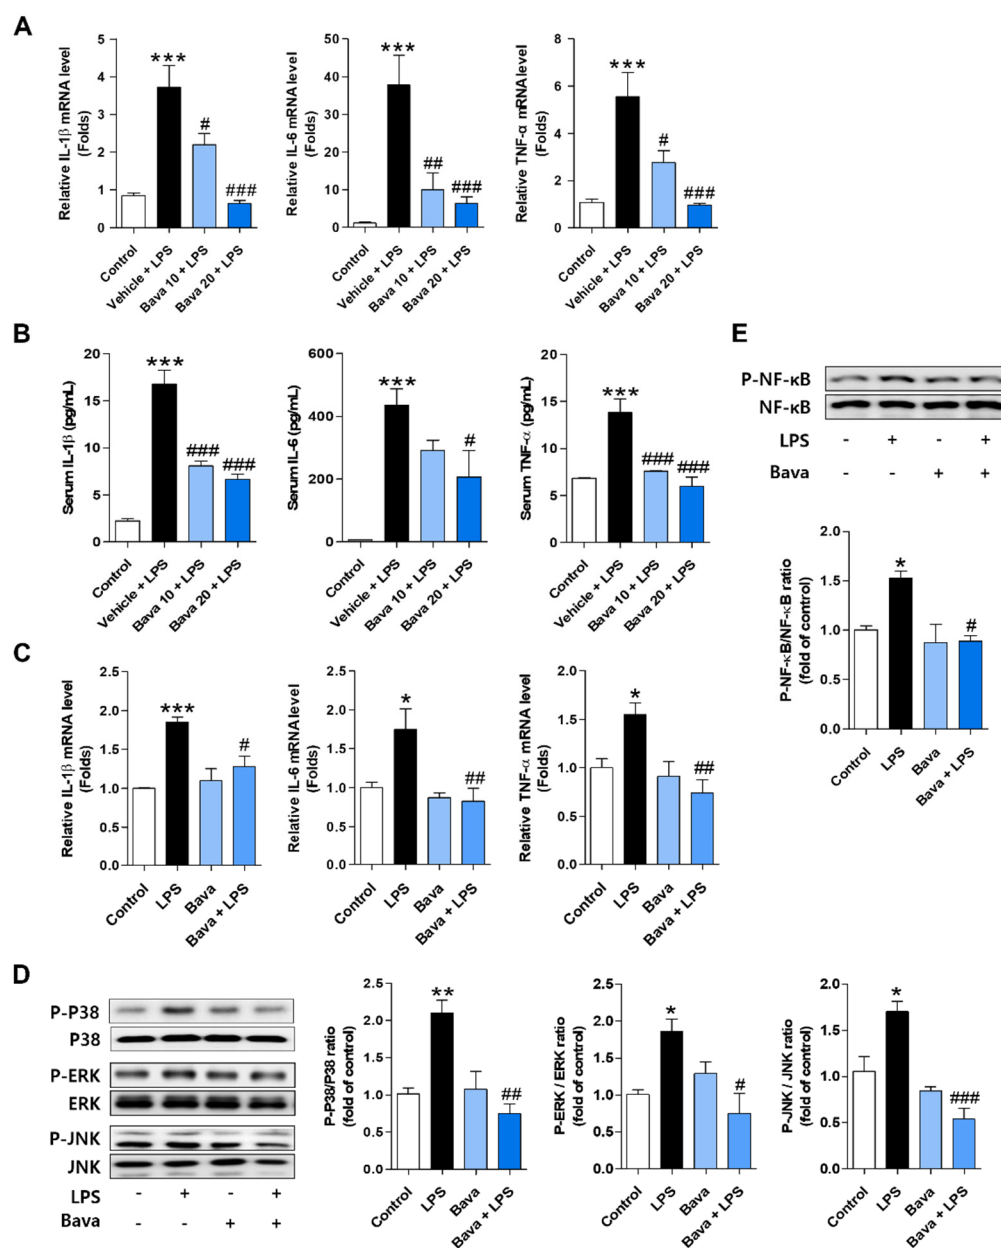 A
Relative IL-1β mRNA level
(Folds)
5
4
3
2
1
0
***
#
###
Control
Vehicle + LPS
Bava 10 + LPS
Bava 20 + LPS
Relative IL-6 mRNA level
(Folds)
50
40
30
20
10
0
***
##
###
Control
Vehicle + LPS
Bava 10 + LPS
Bava 20 + LPS
Relative TNF-α mRNA level
(Folds)
8
6
4
2
0
***
#
###
Control
Vehicle + LPS
Bava 10 + LPS
Bava 20 + LPS
B
Serum IL-1β (pg/mL)
20
15
10
5
0
***
###
###
Control
Vehicle + LPS
Bava 10 + LPS
Bava 20 + LPS
Serum IL-6 (pg/mL)
600
400
200
0
***
#
Control
Vehicle + LPS
Bava 10 + LPS
Bava 20 + LPS
Serum TNF-α (pg/mL)
20
15
10
5
0
***
###
###
Control
Vehicle + LPS
Bava 10 + LPS
Bava 20 + LPS
C
Relative IL-1β mRNA level
(Folds)
2.5
2.0
1.5
1.0
0.5
0.0
***
#
Control
LPS
Bava
Bava + LPS
Relative IL-6 mRNA level
(Folds)
2.5
2.0
1.5
1.0
0.5
0.0
*
##
Control
LPS
Bava
Bava + LPS
Relative TNF-α mRNA level
(Folds)
2.0
1.5
1.0
0.5
0.0
*
##
Control
LPS
Bava
Bava + LPS
D
P-P38
P38
P-ERK
ERK
P-JNK
JNK
LPS - + - +
Bava - - + +
P-P38/P38 ratio
(fold of control)
2.5
2.0
1.5
1.0
0.5
0.0
**
##
Control
LPS
Bava
Bava + LPS
P-ERK / ERK ratio
(fold of control)
2.5
2.0
1.5
1.0
0.5
0.0
*
#
Control
LPS
Bava
Bava + LPS
P-JNK / JNK ratio
(fold of control)
2.0
1.5
1.0
0.5
0.0
*
###
Control
LPS
Bava
Bava + LPS
E
P-NF-κB
NF-κB
LPS - + - +
Bava - - + +
P-NF-κB/NF-κB ratio
(fold of control)
2.0
1.5
1.0
0.5
0.0
*
#
Control
LPS
Bava
Bava + LPS